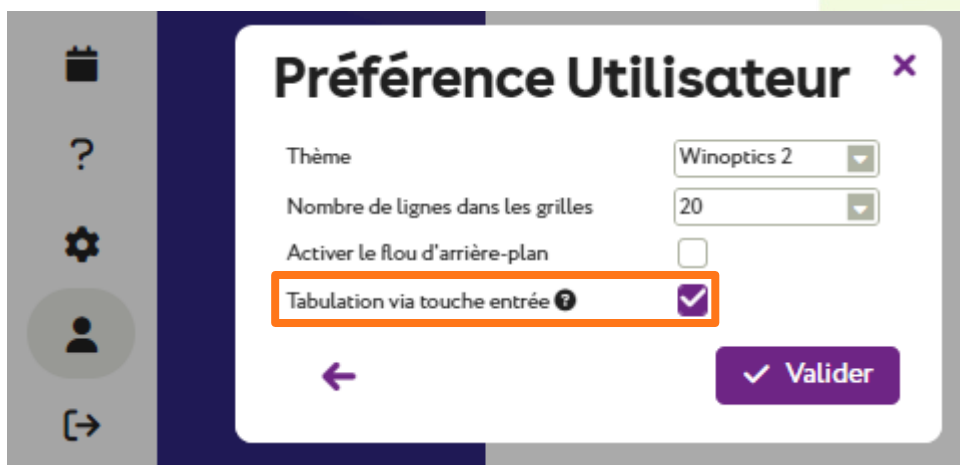 Préférence Utilisateur
Thème
Winoptics 2
Nombre de lignes dans les grilles
20
Activer le flou d'arrière-plan
Tabulation via touche entrée
Valider